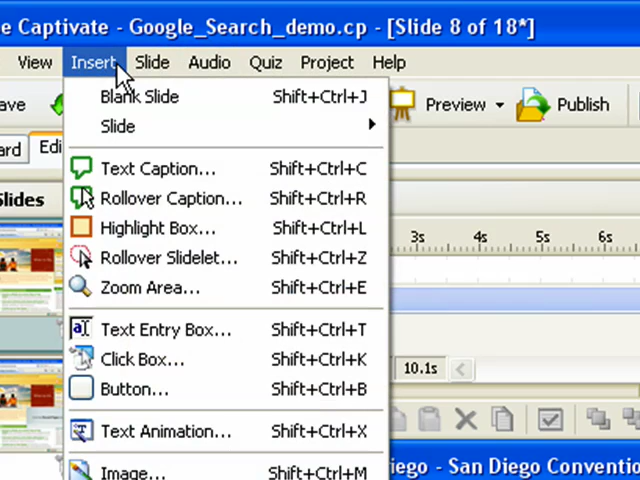 e Captivate - Google_Search_demo.cp - [Slide 8 of 18*]
View Insert Slide Audio Quiz Project Help
ave Preview Publish
Blank Slide Shift+Ctrl+J
Slide
ard Edi
Text Caption... Shift+Ctrl+C
Slides
Rollover Caption... Shift+Ctrl+R
Highlight Box... Shift+Ctrl+L
3s 4s 5s 6s
Rollover Slidelet... Shift+Ctrl+Z
Zoom Area... Shift+Ctrl+E
Text Entry Box... Shift+Ctrl+T
Click Box... Shift+Ctrl+K
10.1s
Button... Shift+Ctrl+B
Text Animation... Shift+Ctrl+X
Image... Shift+Ctrl+M
iego - San Diego Conventio